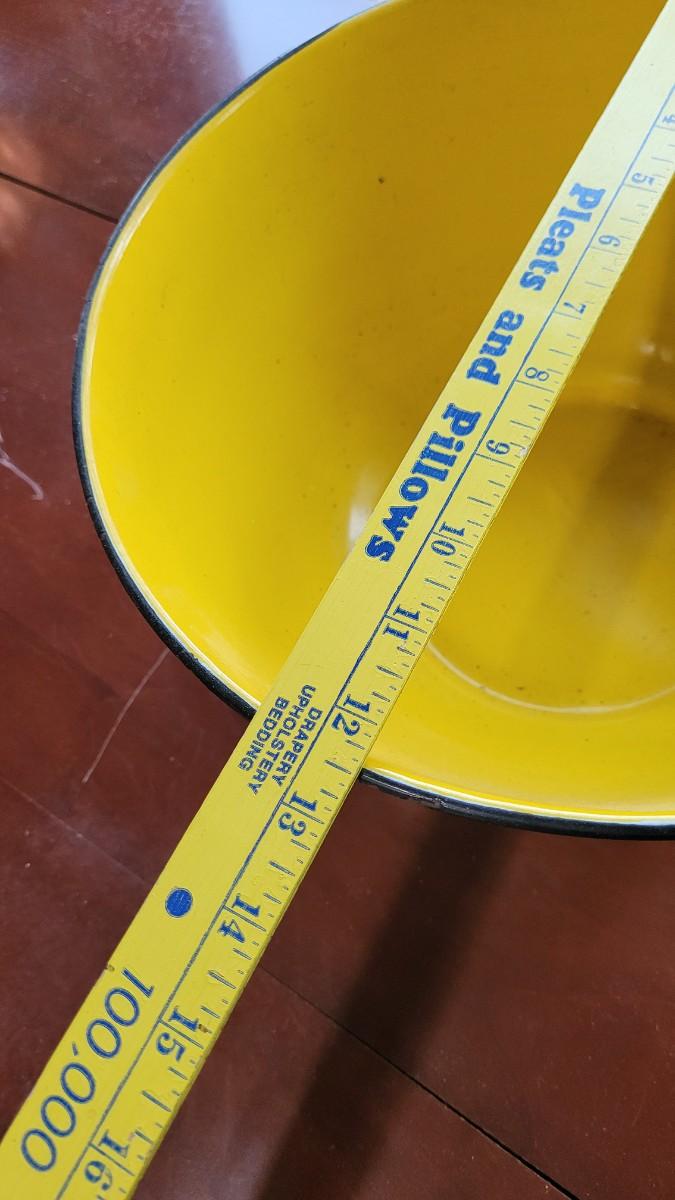 4 5 6 7 8 9 10 11 12 13 14 15 16
Pleats and Pillows
DRAPERY
UPHOLSTERY
BEDDING
100,000